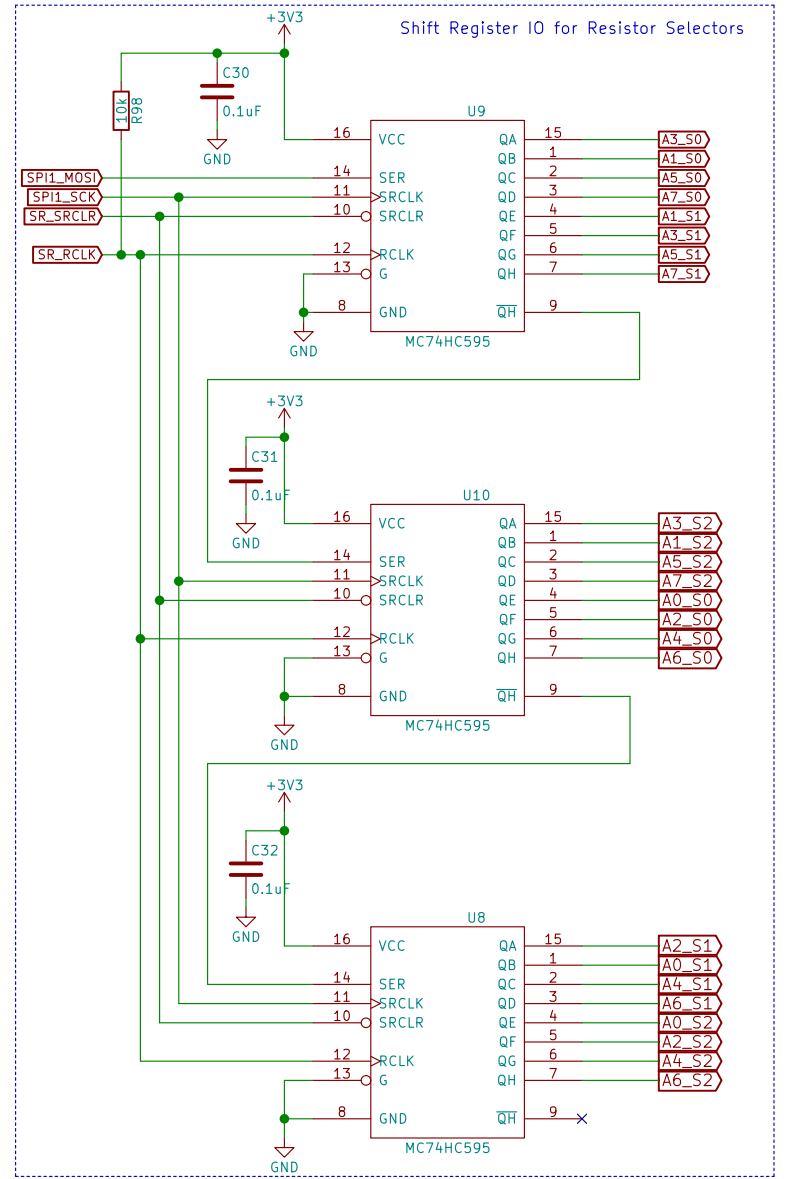 Shift Register IO for Resistor Selectors
+3V3
C30
0.1uF
GND
10k
R98
U9
16 VCC QA 15 A3_S0
QB 1 A1_S0
SPI1_MOSI 14 SER QC 2 A5_S0
SPI1_SCK 11 SRCLK QD 3 A7_S0
SR_SRCLR 10 SRCLR QE 4 A1_S1
QF 5 A3_S1
SR_RCLK 12 RCLK QG 6 A5_S1
13 G QH 7 A7_S1
8 GND QH 9
GND
MC74HC595
+3V3
C31
0.1uF
GND
U10
16 VCC QA 15 A3_S2
QB 1 A1_S2
14 SER QC 2 A5_S2
11 SRCLK QD 3 A7_S2
10 SRCLR QE 4 A0_S0
QF 5 A2_S0
12 RCLK QG 6 A4_S0
13 G QH 7 A6_S0
8 GND QH 9
MC74HC595
GND
+3V3
C32
0.1uF
GND
U8
16 VCC QA 15 A2_S1
QB 1 A0_S1
14 SER QC 2 A4_S1
11 SRCLK QD 3 A6_S1
10 SRCLR QE 4 A0_S2
QF 5 A2_S2
12 RCLK QG 6 A4_S2
13 G QH 7 A6_S2
8 GND QH 9
MC74HC595
GND